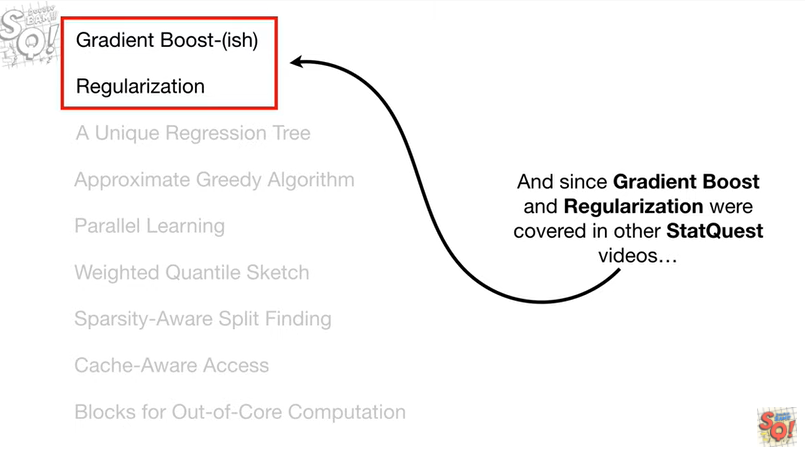 Gradient Boost-(ish)
Regularization
A Unique Regression Tree
Approximate Greedy Algorithm
Parallel Learning
Weighted Quantile Sketch
Sparsity-Aware Split Finding
Cache-Aware Access
Blocks for Out-of-Core Computation
And since Gradient Boost
and Regularization were
covered in other StatQuest
videos…
SQ!